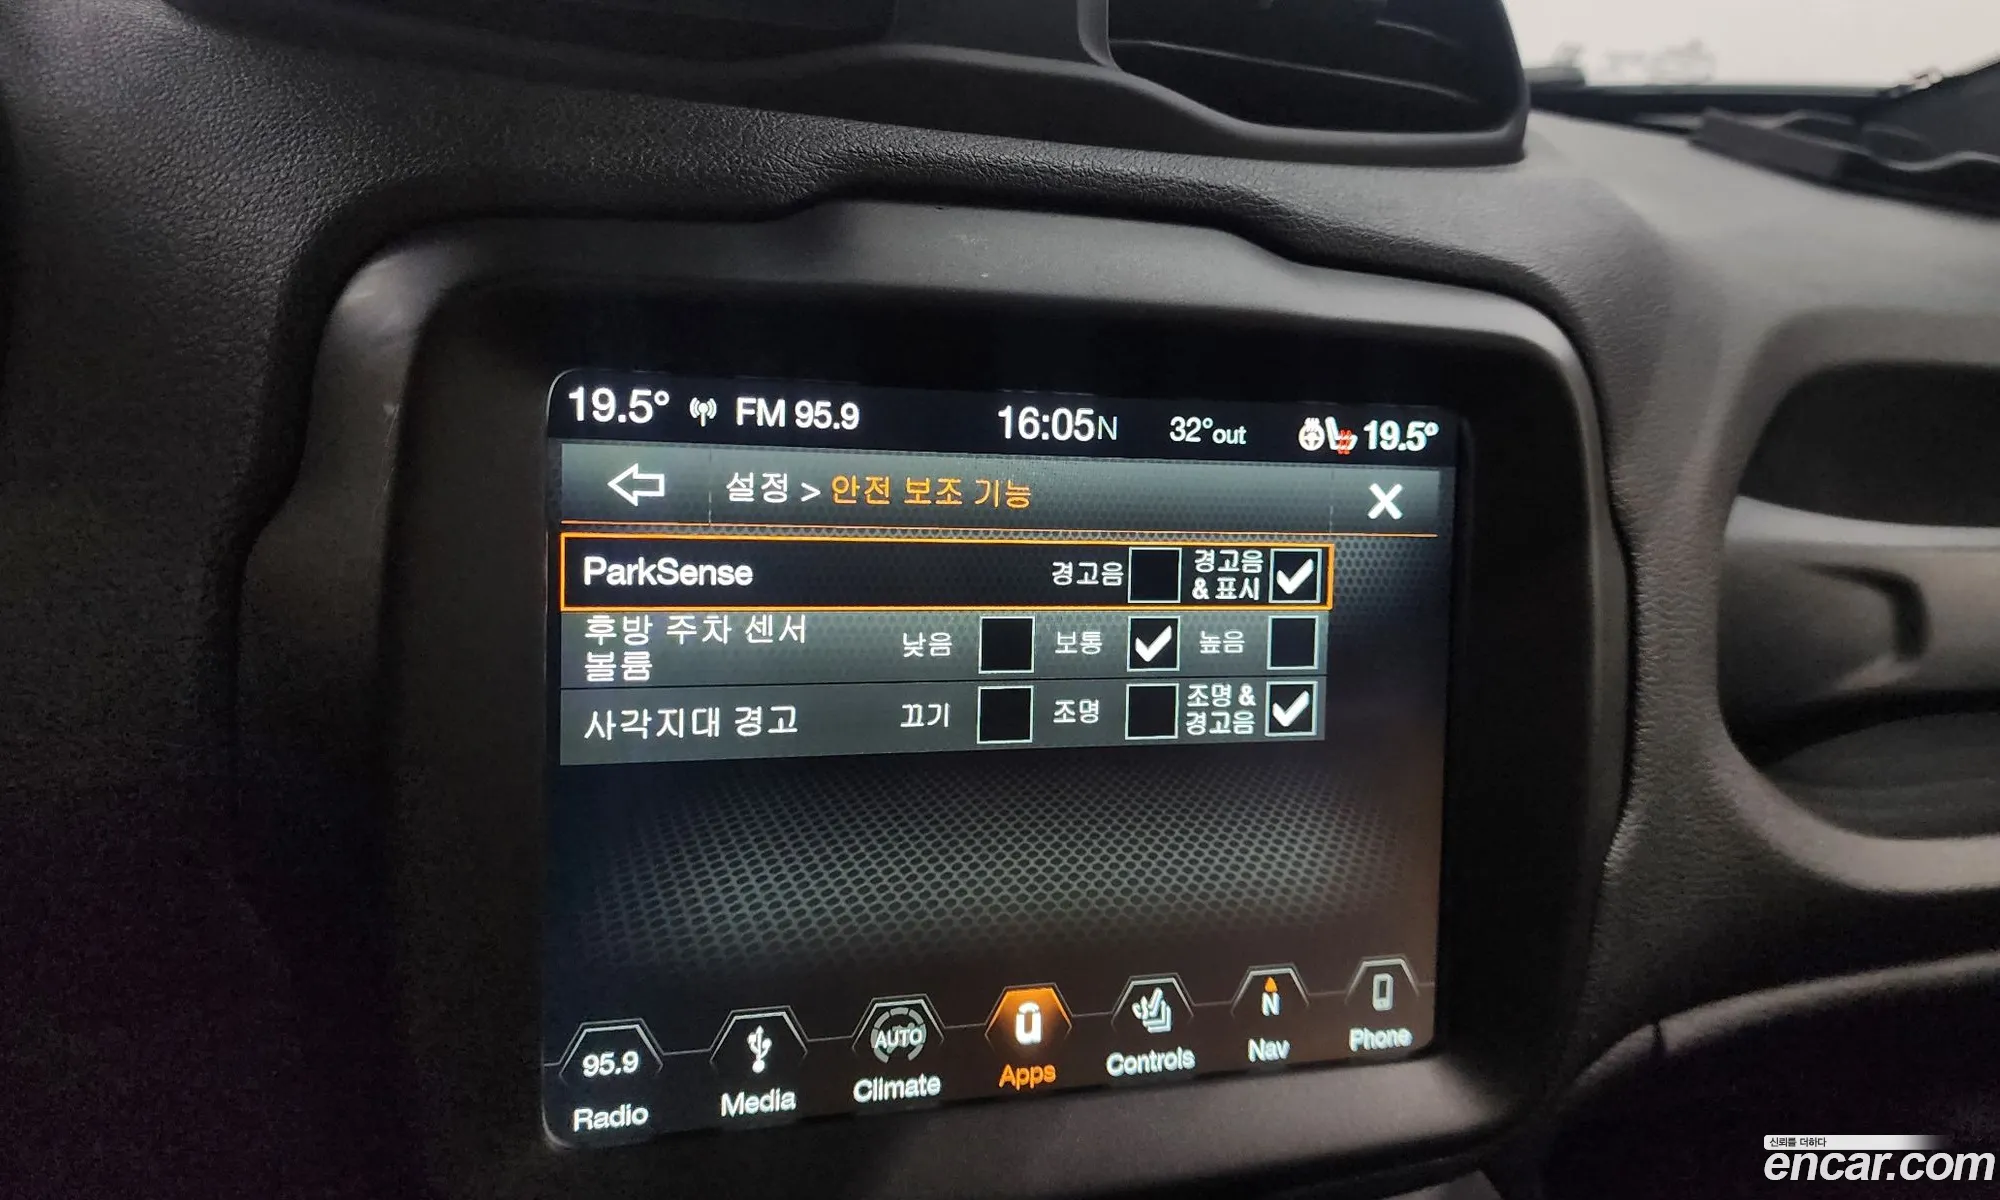 19.5° FM 95.9 16:05N 32°out 19.5°
설정 > 안전 보조 기능 X
ParkSense 경고음 경고음
& 표시
후방 주차 센서
볼륨 낮음 보통 높음
사각지대 경고 끄기 조명 조명 &
경고음
95.9 AUTO û N
Radio Media Climate Apps Controls Nav Phone
신뢰를 더하다
encar.com